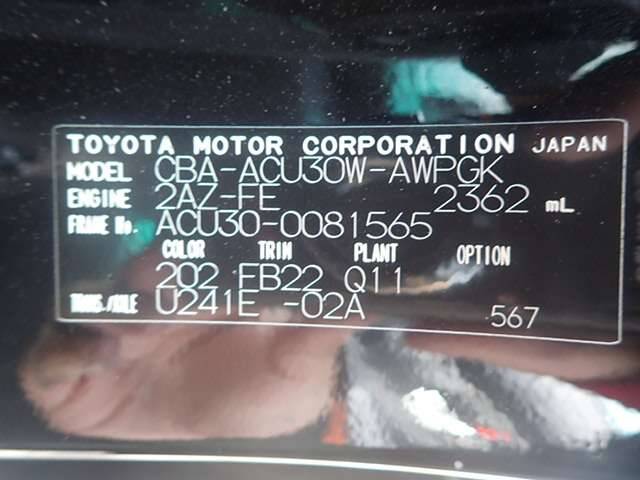 TOYOTA MOTOR CORPORATION JAPAN
MODEL CBA-ACU30W-AWPGK
ENGINE 2AZ-FE 2362 mL
FRAME No. ACU30-0081565
COLOR TRIM PLANT OPTION
202 FB22 Q11
TRANS./AXLE U241E -02A 567